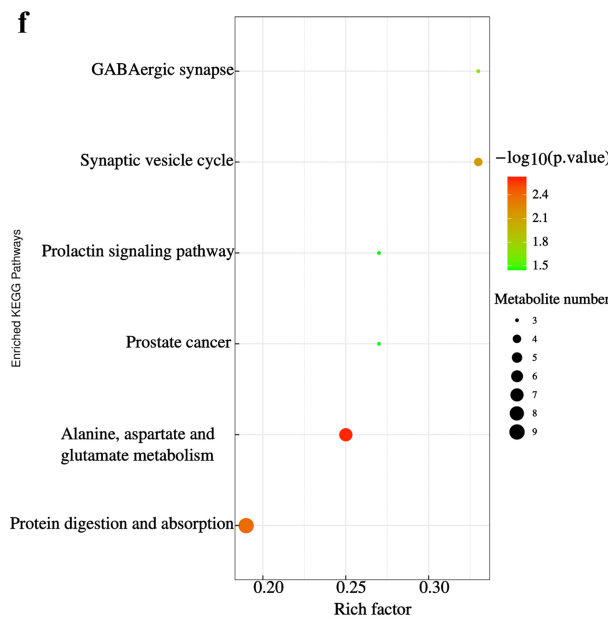 f
GABAergic synapse
Synaptic vesicle cycle
Prolactin signaling pathway
Prostate cancer
Alanine, aspartate and
glutamate metabolism
Protein digestion and absorption
Enriched KEGG Pathways
0.20 0.25 0.30
Rich factor
−log10(p.value)
2.4
2.1
1.8
1.5
Metabolite number
3
4
5
6
7
8
9